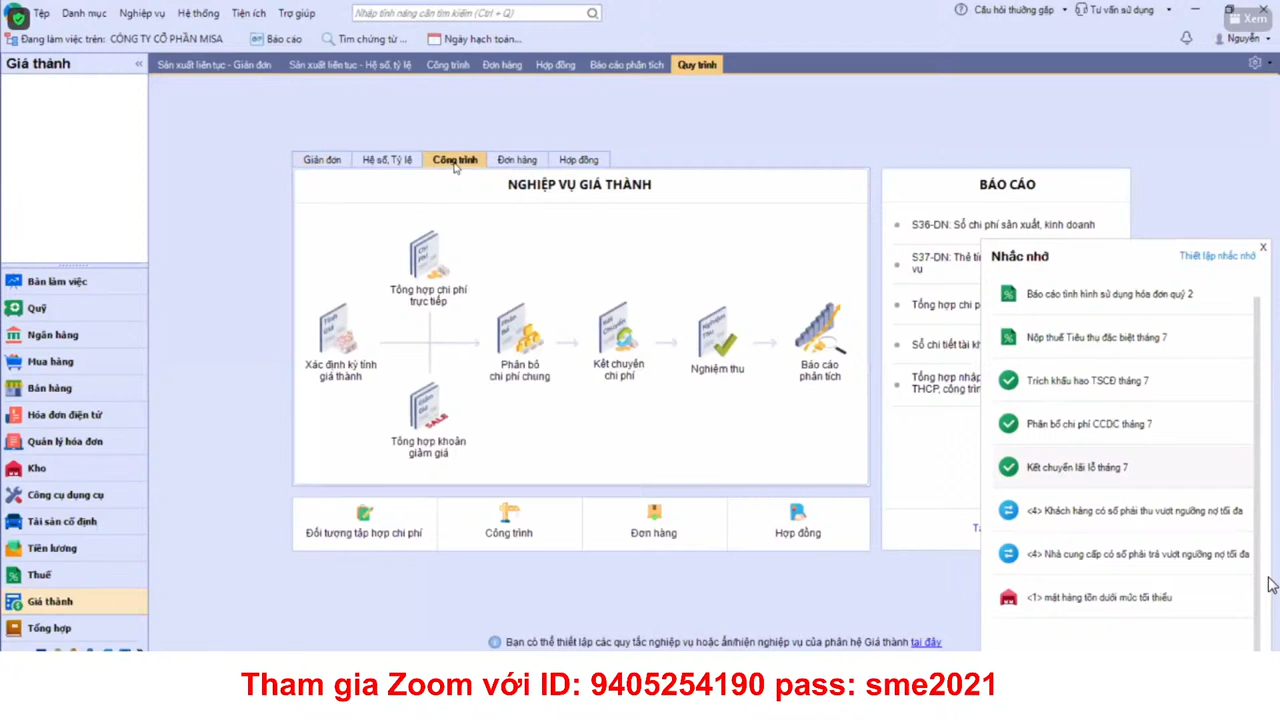 Tệp Danh mục Nghiệp vụ Hệ thống Tiện ích Trợ giúp Nhập tính năng cần tìm kiếm (Ctrl + Q) Câu hỏi thường gặp Tư vấn sử dụng Xem
Đang làm việc trên: CÔNG TY CỔ PHẦN MISA Báo cáo Tìm chứng từ ... Ngày hạch toán... Nguyễn
Giá thành
Sản xuất liên tục - Giản đơn Sản xuất liên tục - Hệ số, tỷ lệ Công trình Đơn hàng Hợp đồng Báo cáo phân tích Quy trình
Giản đơn Hệ số, Tỷ lệ Công trình Đơn hàng Hợp đồng
NGHIỆP VỤ GIÁ THÀNH
Tổng hợp chi phí
trực tiếp
Xác định kỳ tính
giá thành
Phân bổ
chi phí chung
Kết chuyển
chi phí
Nghiệm thu
Báo cáo
phân tích
Tổng hợp khoản
giảm giá
Đối tượng tập hợp chi phí Công trình Đơn hàng Hợp đồng
BÁO CÁO
S36-DN: Sổ chi phí sản xuất, kinh doanh
S37-DN: Thẻ
vụ
Tổng hợp chi
Sổ chi tiết tài
Tổng hợp nhập
THCP, công
Nhắc nhở Thiết lập nhắc nhở
Báo cáo tình hình sử dụng hóa đơn quý 2
Nộp thuế Tiêu thụ đặc biệt tháng 7
Trích khấu hao TSCĐ tháng 7
Phân bổ chi phí CCDC tháng 7
Kết chuyển lãi lỗ tháng 7
<4> Khách hàng có số phải thu vượt ngưỡng nợ tối đa
<4> Nhà cung cấp có số phải trả vượt ngưỡng nợ tối đa
<1> mặt hàng tồn dưới mức tối thiểu
Bàn làm việc
Quỹ
Ngân hàng
Mua hàng
Bán hàng
Hóa đơn điện tử
Quản lý hóa đơn
Kho
Công cụ dụng cụ
Tài sản cố định
Tiền lương
Thuế
Giá thành
Tổng hợp
Bạn có thể thiết lập các quy tắc nghiệp vụ hoặc ẩn/hiện nghiệp vụ của phân hệ Giá thành tại đây
Tham gia Zoom với ID: 9405254190 pass: sme2021